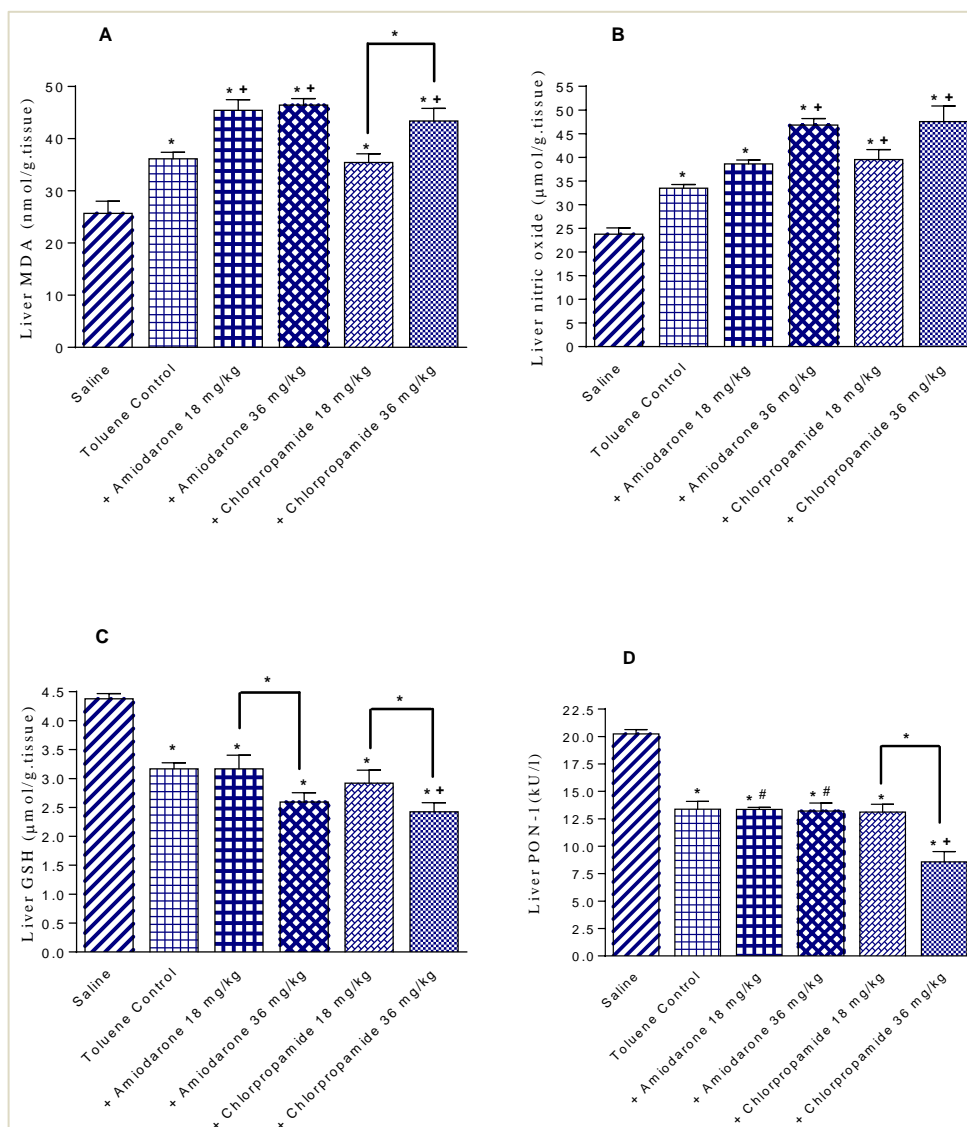 A
*
Liver MDA (nmol/g.tissue)
50
40
30
20
10
0
*
* +
* +
*
* +
Saline
Toluene Control
+ Amiodarone 18 mg/kg
+ Amiodarone 36 mg/kg
+ Chlorpropamide 18 mg/kg
+ Chlorpropamide 36 mg/kg
B
Liver nitric oxide (μmol/g.tissue)
55
50
45
40
35
30
25
20
15
10
5
0
*
*
* +
* +
* +
Saline
Toluene Control
+ Amiodarone 18 mg/kg
+ Amiodarone 36 mg/kg
+ Chlorpropamide 18 mg/kg
+ Chlorpropamide 36 mg/kg
C
Liver GSH (μmol/g.tissue)
4.5
4.0
3.5
3.0
2.5
2.0
1.5
1.0
0.5
0.0
*
*
*
*
*
*
* +
Saline
Toluene Control
+ Amiodarone 18 mg/kg
+ Amiodarone 36 mg/kg
+ Chlorpropamide 18 mg/kg
+ Chlorpropamide 36 mg/kg
D
Liver PON-1(kU/l)
22.5
20.0
17.5
15.0
12.5
10.0
7.5
5.0
2.5
0.0
*
* #
* #
*
*
* +
Saline
Toluene Control
+ Amiodarone 18 mg/kg
+ Amiodarone 36 mg/kg
+ Chlorpropamide 18 mg/kg
+ Chlorpropamide 36 mg/kg